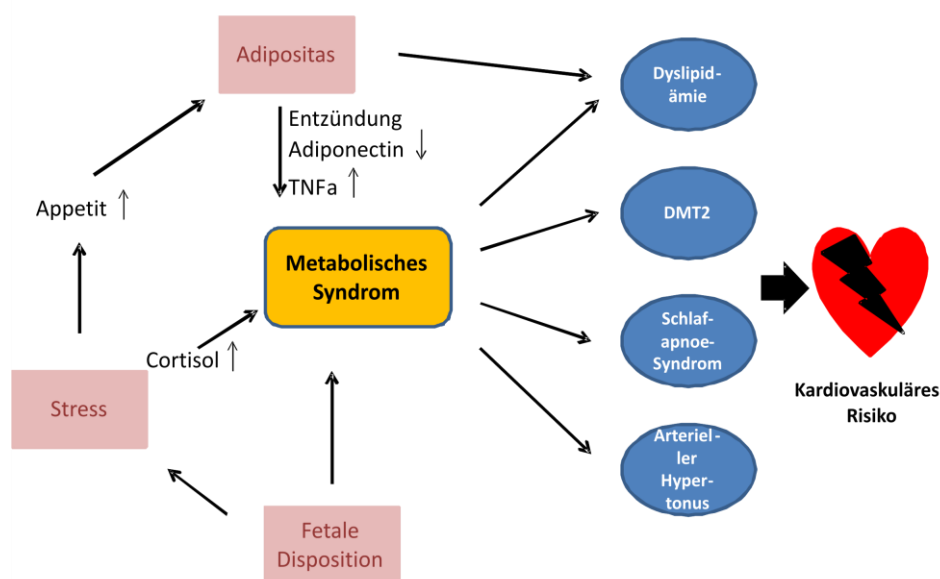 Adipositas
Entzündung
Adiponectin ↓
TNFa ↑
Appetit ↑
Metabolisches
Syndrom
Cortisol ↑
Stress
Fetale
Disposition
Dyslipid-
ämie
DMT2
Schlaf-
apnoe-
Syndrom
Arteriel-
ler
Hyper-
tonus
Kardiovaskuläres
Risiko